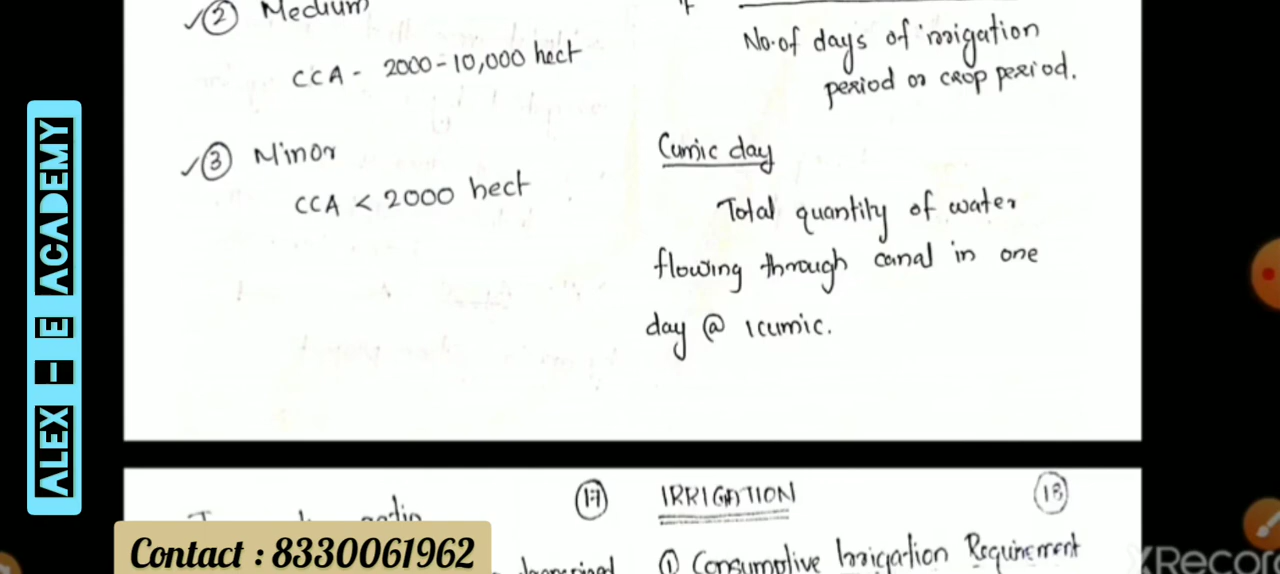 ALEX - E ACADEMY
✓② Medium
CCA - 2000-10,000 hect
✓③ Minor
CCA < 2000 hect
No. of days of irrigation
period or crop period.
Cumic day
Total quantity of water
flowing through canal in one
day @ 1cumic.
17
IRRIGATION
18
① Consumptive Irrigation Requirement
Contact : 8330061962
XRecor